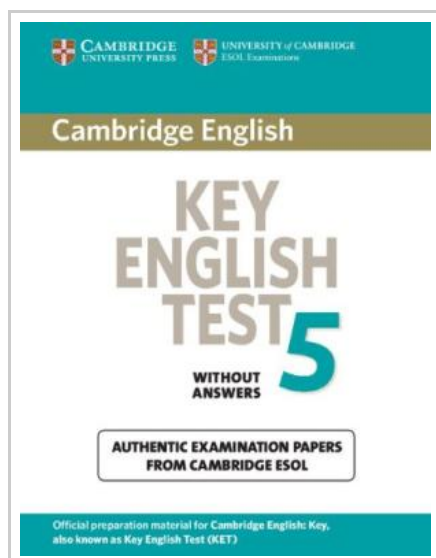 CAMBRIDGE
UNIVERSITY PRESS
UNIVERSITY of CAMBRIDGE
ESOL Examinations
Cambridge English
KEY
ENGLISH
TEST 5
WITHOUT
ANSWERS
AUTHENTIC EXAMINATION PAPERS
FROM CAMBRIDGE ESOL
Official preparation material for Cambridge English: Key,
also known as Key English Test (KET)